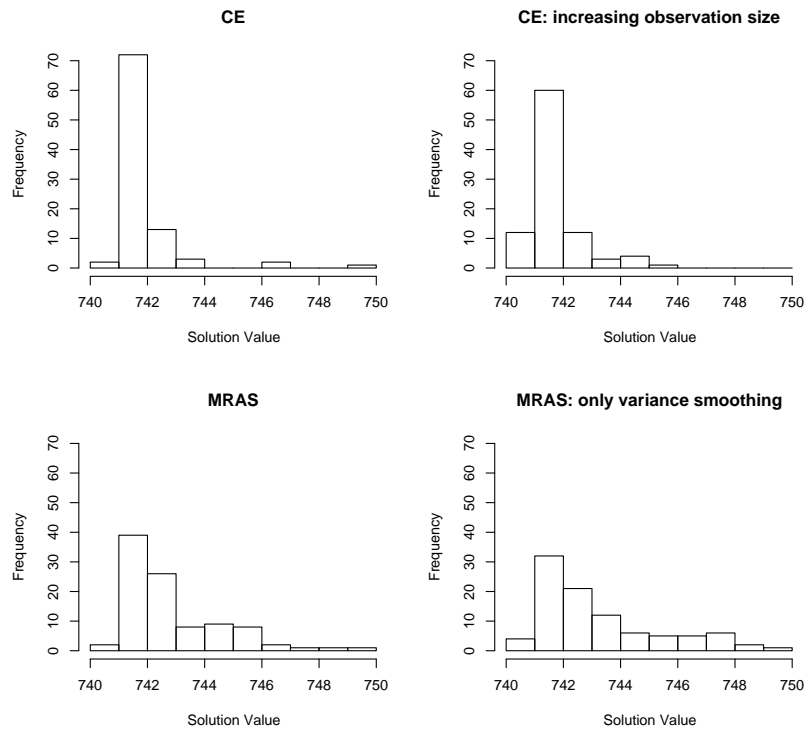 CE
Frequency
0 10 20 30 40 50 60 70
740 742 744 746 748 750
Solution Value
CE: increasing observation size
Frequency
0 10 20 30 40 50 60 70
740 742 744 746 748 750
Solution Value
MRAS
Frequency
0 10 20 30 40 50 60 70
740 742 744 746 748 750
Solution Value
MRAS: only variance smoothing
Frequency
0 10 20 30 40 50 60 70
740 742 744 746 748 750
Solution Value